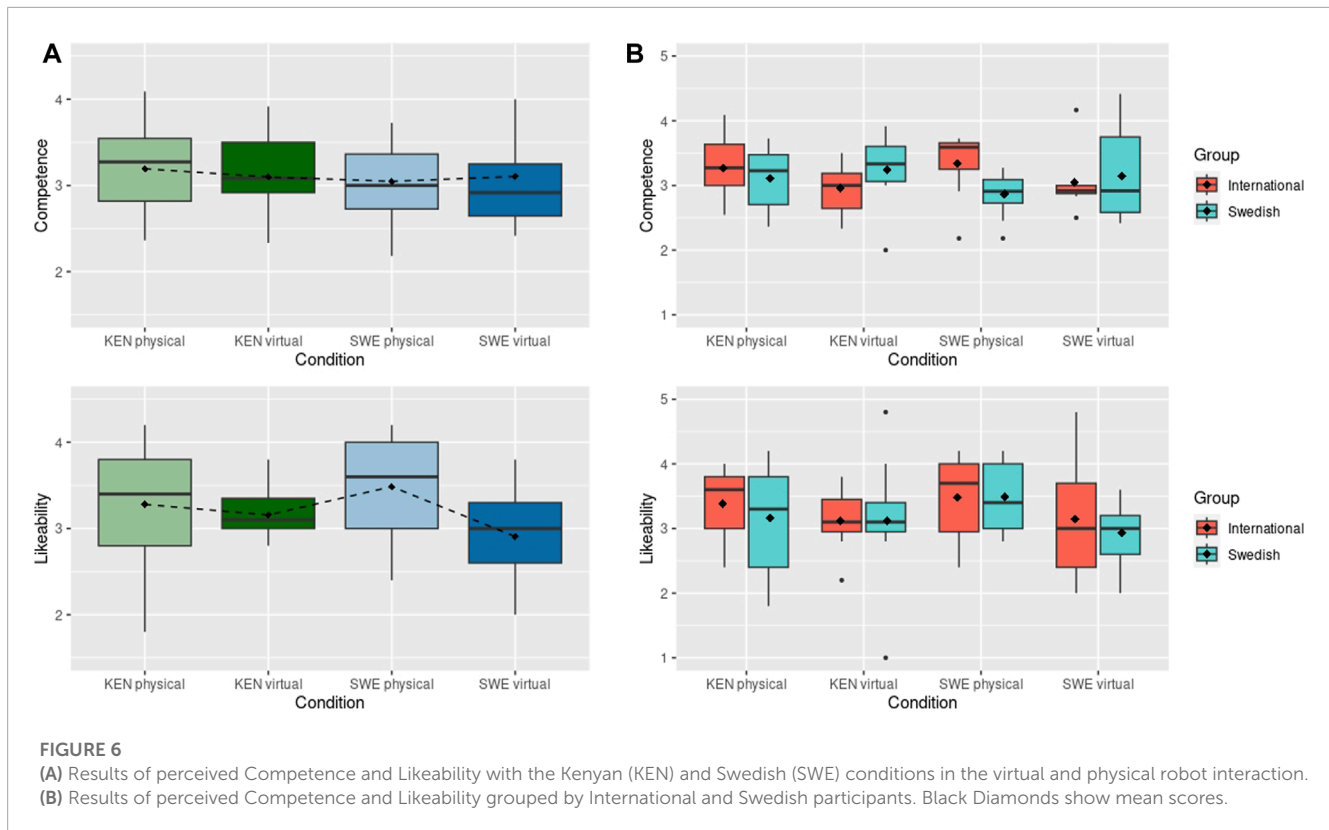 A
Competence
4
3
2
KEN physical KEN virtual SWE physical SWE virtual
Condition
B
Competence
5
4
3
2
1
KEN physical KEN virtual SWE physical SWE virtual
Condition
Group
International
Swedish
Likeability
4
3
2
KEN physical KEN virtual SWE physical SWE virtual
Condition
Likeability
5
4
3
2
1
KEN physical KEN virtual SWE physical SWE virtual
Condition
Group
International
Swedish
FIGURE 6
(A) Results of perceived Competence and Likeability with the Kenyan (KEN) and Swedish (SWE) conditions in the virtual and physical robot interaction.
(B) Results of perceived Competence and Likeability grouped by International and Swedish participants. Black Diamonds show mean scores.